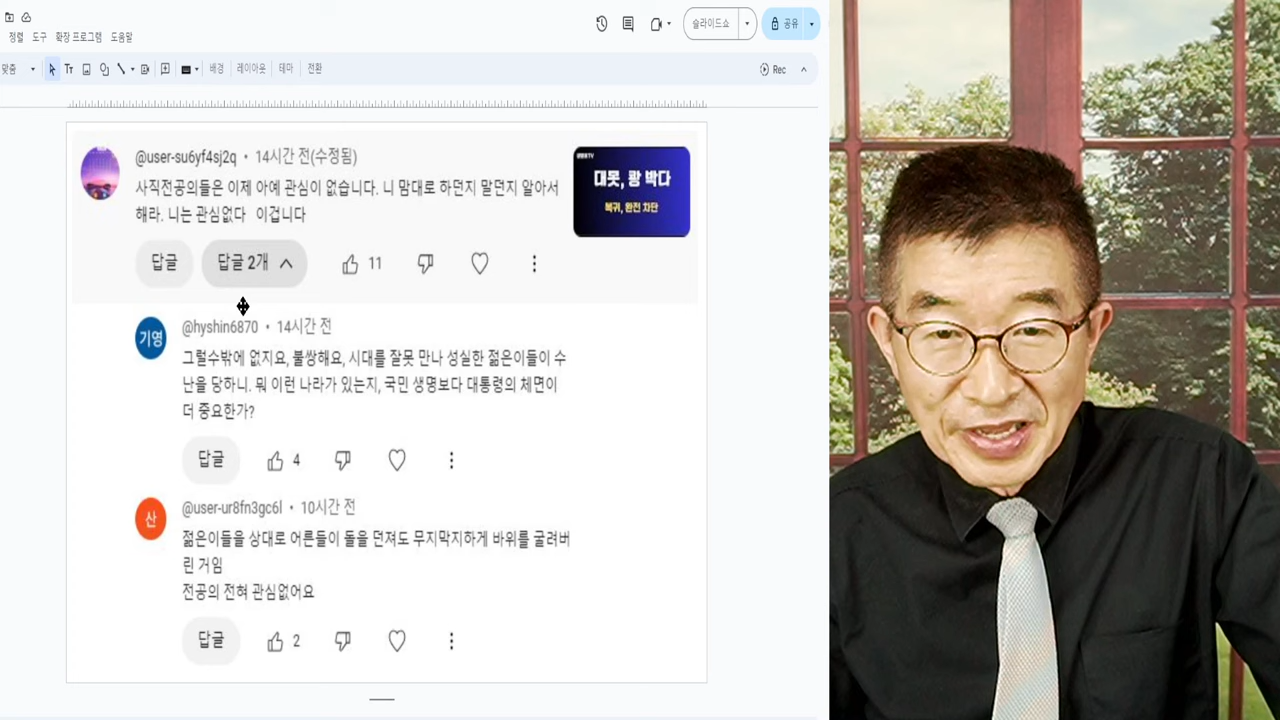 정렬 도구 확장 프로그램 도움말
슬라이드쇼
공유
맞춤
배경 레이아웃 테마 전환
Rec
@user-su6yf4sj2q • 14시간 전(수정됨)
사직전공의들은 이제 아예 관심이 없습니다. 니 맘대로 하던지 말던지 알아서
해라. 니는 관심없다 이겁니다
대못, 쾅 박다
복귀, 완전 차단
답글
답글 2개
11
기영
@hyshin6870 • 14시간 전
그럴수밖에 없지요, 불쌍해요, 시대를 잘못 만나 성실한 젊은이들이 수
난을 당하니. 뭐 이런 나라가 있는지, 국민 생명보다 대통령의 체면이
더 중요한가?
답글
4
산
@user-ur8fn3gc6l • 10시간 전
젊은이들을 상대로 어른들이 돌을 던져도 무지막지하게 바위를 굴려버
린 거임
전공의 전혀 관심없어요
답글
2